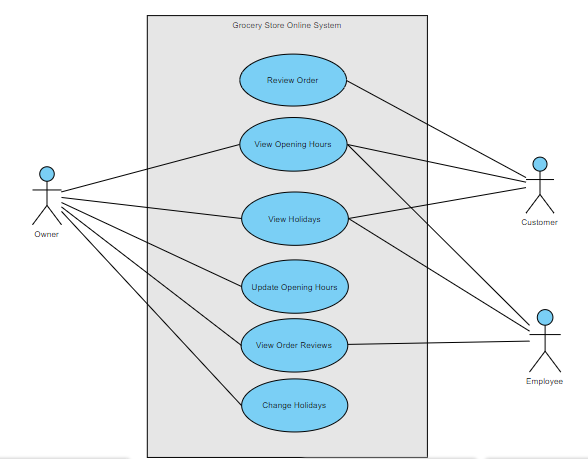 Grocery Store Online System
Review Order
View Opening Hours
View Holidays
Update Opening Hours
View Order Reviews
Change Holidays
Owner
Customer
Employee